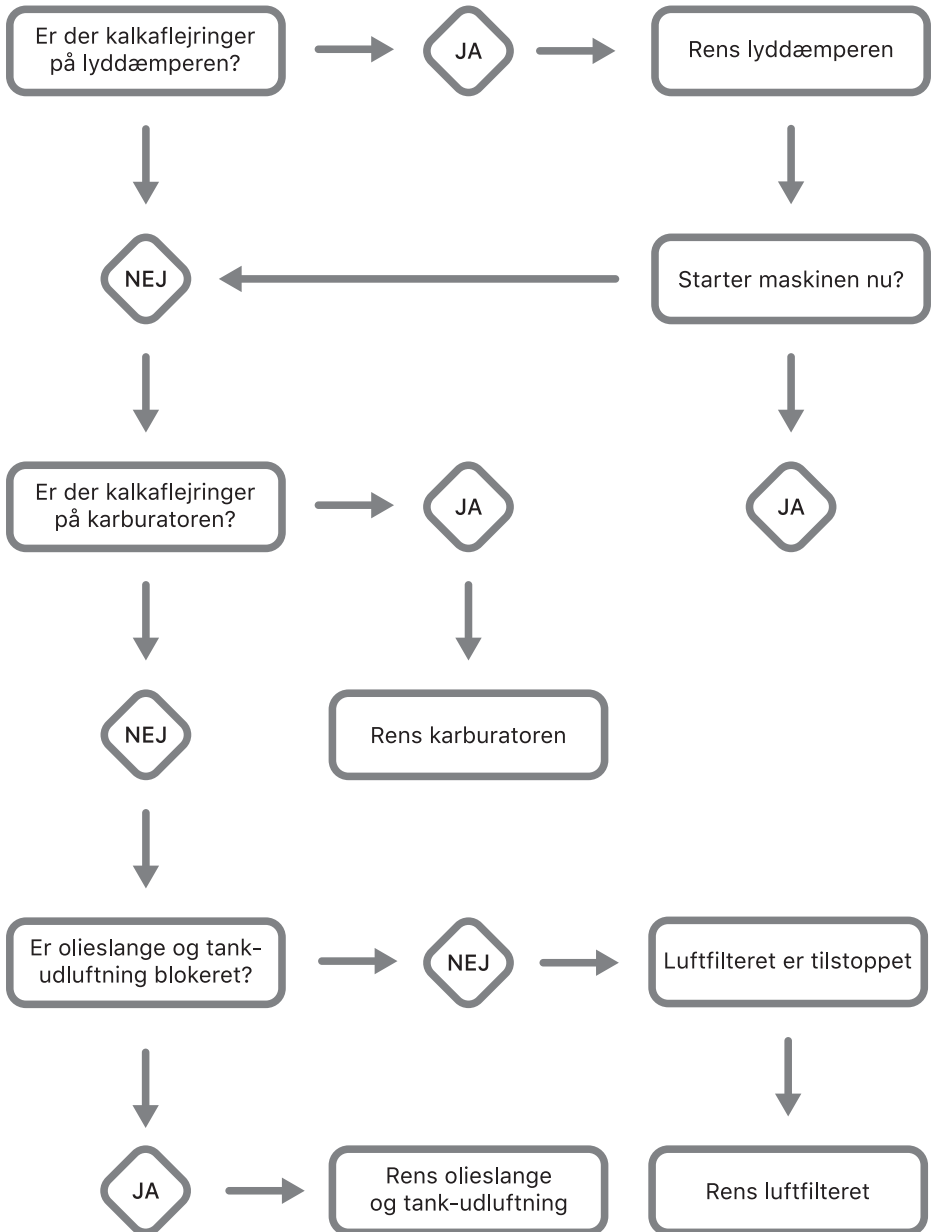 Er der kalkaflejringer
på lyddæmperen?
JA
Rens lyddæmperen
NEJ
Starter maskinen nu?
Er der kalkaflejringer
på karburatoren?
JA
JA
NEJ
Rens karburatoren
Er olieslange og tank-
udluftning blokeret?
NEJ
Luftfilteret er tilstoppet
JA
Rens olieslange
og tank-udluftning
Rens luftfilteret